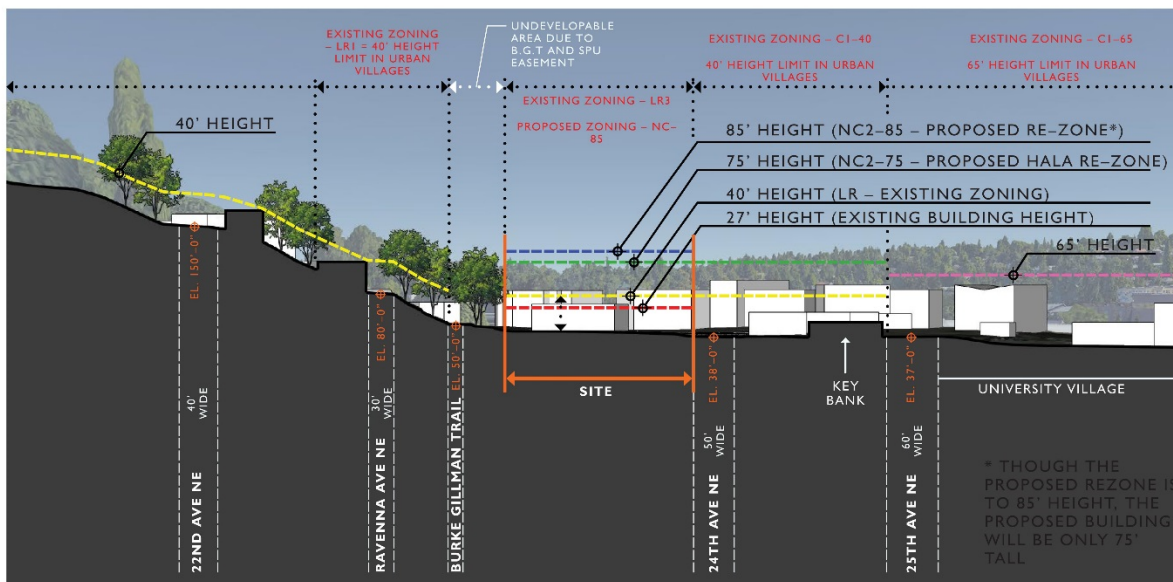 EXISTING ZONING
– LR1 = 40' HEIGHT
LIMIT IN URBAN
VILLAGES
UNDEVELOPABLE
AREA DUE TO
B.G.T AND SPU
EASEMENT
EXISTING ZONING – C1–40
40' HEIGHT LIMIT IN URBAN
VILLAGES
EXISTING ZONING – C1–65
65' HEIGHT LIMIT IN URBAN
VILLAGES
EXISTING ZONING – LR3
PROPOSED ZONING – NC–
85
40' HEIGHT
85' HEIGHT (NC2–85 – PROPOSED RE–ZONE*)
75' HEIGHT (NC2–75 – PROPOSED HALA RE–ZONE)
40' HEIGHT (LR – EXISTING ZONING)
27' HEIGHT (EXISTING BUILDING HEIGHT)
65' HEIGHT
EL. 150'-0"
EL. 80'-0"
EL. 50'-0"
EL. 38'-0"
EL. 37'-0"
SITE
KEY
BANK
UNIVERSITY VILLAGE
40'
WIDE
30'
WIDE
50'
WIDE
60'
WIDE
22ND AVE NE
RAVENNA AVE NE
BURKE GILLMAN TRAIL
24TH AVE NE
25TH AVE NE
* THOUGH THE
PROPOSED REZONE IS
TO 85' HEIGHT, THE
PROPOSED BUILDING
WILL BE ONLY 75'
TALL